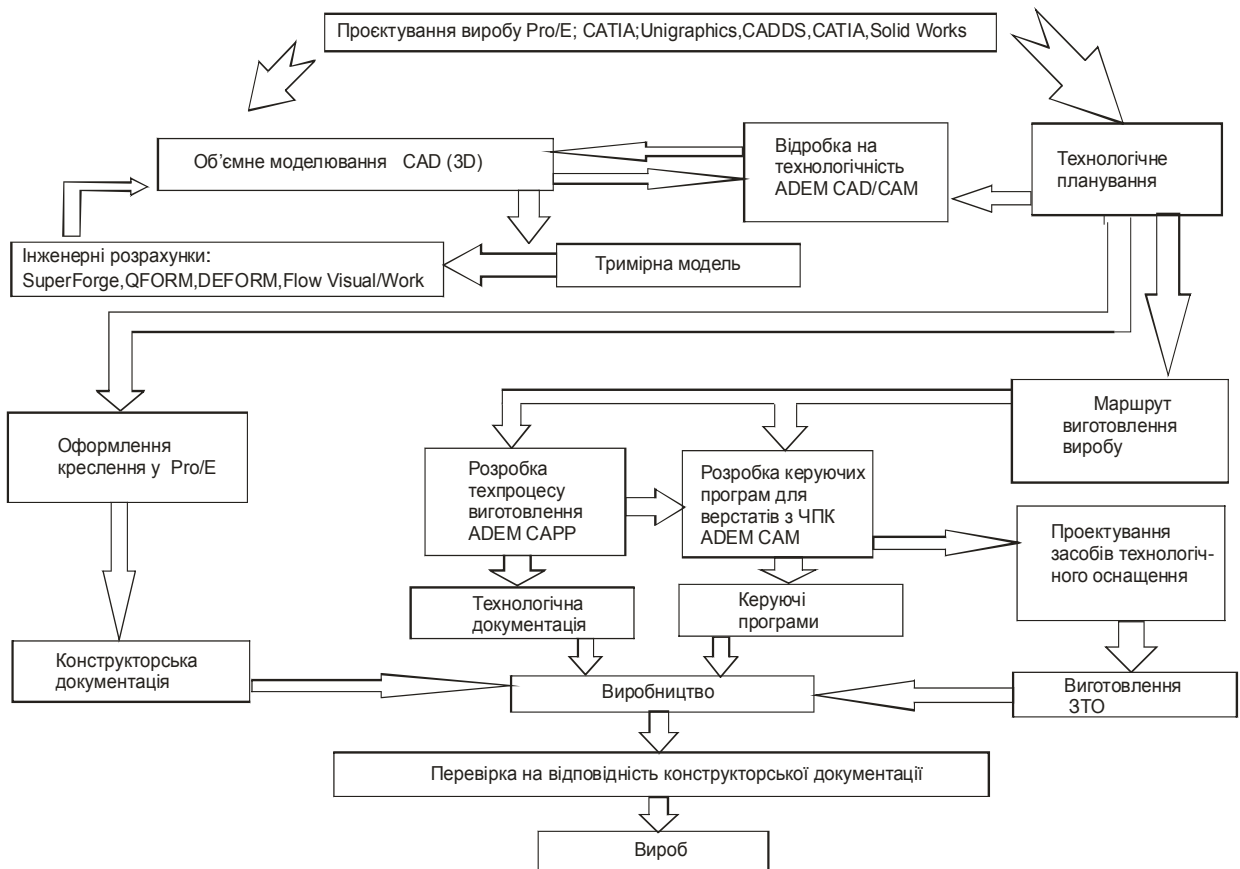 Проєктування виробу Pro/E; CATIA;Unigraphics,CADDS,CATIA,Solid Works
Об’ємне моделювання CAD (3D)
Відробка на
технологічність
ADEM CAD/CAM
Технологічне
планування
Інженерні розрахунки:
SuperForge,QFORM,DEFORM,Flow Visual/Work
Тримірна модель
Маршрут
виготовлення
виробу
Оформлення
креслення у Pro/E
Розробка
техпроцесу
виготовлення
ADEM CAPP
Розробка керуючих
програм для
верстатів з ЧПК
ADEM CAM
Проектування
засобів технологіч-
ного оснащення
Технологічна
документація
Керуючі
програми
Конструкторська
документація
Виробництво
Виготовлення
ЗТО
Перевірка на відповідність конструкторської документації
Вироб